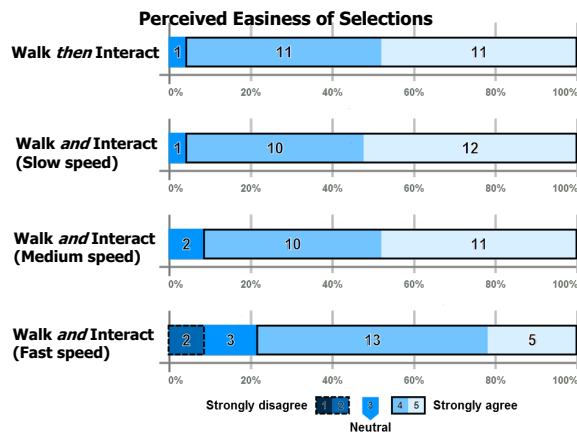 Perceived Easiness of Selections
Walk then Interact
1 11 11
0% 20% 40% 60% 80% 100%
Walk and Interact
(Slow speed)
1 10 12
0% 20% 40% 60% 80% 100%
Walk and Interact
(Medium speed)
2 10 11
0% 20% 40% 60% 80% 100%
Walk and Interact
(Fast speed)
2 3 13 5
0% 20% 40% 60% 80% 100%
Strongly disagree 1 2 3 4 5 Strongly agree
Neutral